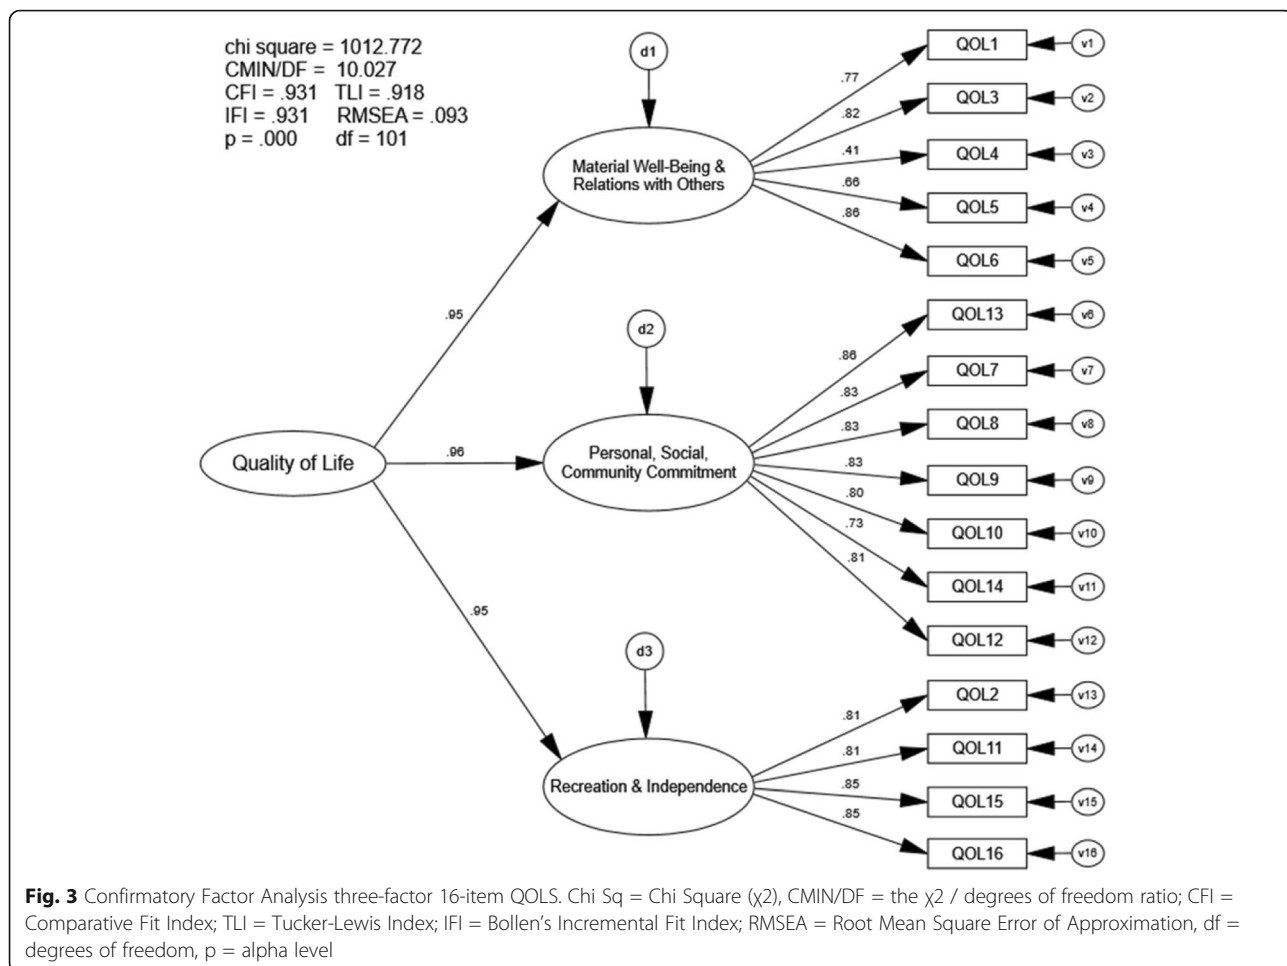 chi square = 1012.772
CMIN/DF = 10.027
CFI = .931 TLI = .918
IFI = .931 RMSEA = .093
p = .000 df = 101
d1
Material Well-Being &
Relations with Others
.77
.82
.41
.66
.86
QOL1
v1
QOL3
v2
QOL4
v3
QOL5
v4
QOL6
v5
.95
d2
Quality of Life
.96
Personal, Social,
Community Commitment
.86
.83
.83
.83
.80
.73
.81
QOL13
v6
QOL7
v7
QOL8
v8
QOL9
v9
QOL10
v10
QOL14
v11
QOL12
v12
.95
d3
Recreation & Independence
.81
.81
.85
.85
QOL2
v13
QOL11
v14
QOL15
v15
QOL16
v16
Fig. 3 Confirmatory Factor Analysis three-factor 16-item QOLS. Chi Sq = Chi Square (χ2), CMIN/DF = the χ2 / degrees of freedom ratio; CFI =
Comparative Fit Index; TLI = Tucker-Lewis Index; IFI = Bollen's Incremental Fit Index; RMSEA = Root Mean Square Error of Approximation, df =
degrees of freedom, p = alpha level